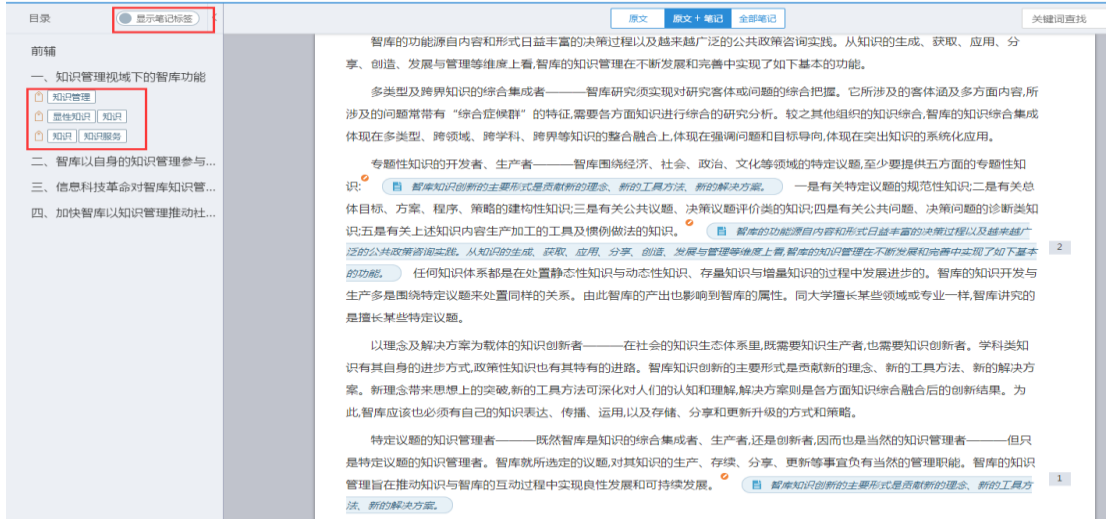 目录
显示笔记标签
原文
原文 + 笔记
全部笔记
关键词查找
前辅
一、知识管理视域下的智库功能
知识管理
显性知识 知识
知识 知识服务
二、智库以自身的知识管理参与...
三、信息科技革命对智库知识管...
四、加快智库以知识管理推动社...
智库的功能源自内容和形式日益丰富的决策过程以及越来越广泛的公共政策咨询实践。从知识的生成、获取、应用、分
享、创造、发展与管理等维度上看,智库的知识管理在不断发展和完善中实现了如下基本的功能。
多类型及跨界知识的综合集成者————智库研究须实现对研究客体或问题的综合把握。它所涉及的客体涵及多方面内容,所
涉及的问题常带有“综合症候群”的特征,需要各方面知识进行综合的研究分析。较之其他组织的知识综合,智库的知识综合集成
体现在多类型、跨领域、跨学科、跨界等知识的整合融合上,体现在强调问题和目标导向,体现在突出知识的系统化应用。
专题性知识的开发者、生产者————智库围绕经济、社会、政治、文化等领域的特定议题,至少要提供五方面的专题性知
识: 智库知识创新的主要形式是贡献新的理念、新的工具方法、新的解决方案。 一是有关特定议题的规范性知识;二是有关总
体目标、方案、程序、策略的建构性知识;三是有关公共议题、决策议题评价类的知识;四是有关公共问题、决策问题的诊断类知
识;五是有关上述知识内容生产加工的工具及惯例做法的知识。 智库的功能源自内容和形式日益丰富的决策过程以及越来越广
泛的公共政策咨询实践。从知识的生成、获取、应用、分享、创造、发展与管理等维度上看,智库的知识管理在不断发展和完善中实现了如下基本 2
的功能。 任何知识体系都是在处置静态性知识与动态性知识、存量知识与增量知识的过程中发展进步的。智库的知识开发与
生产多是围绕特定议题来处置同样的关系。由此智库的产出也影响到智库的属性。同大学擅长某些领域或专业一样,智库讲究的
是擅长某些特定议题。
以理念及解决方案为载体的知识创新者————在社会的知识生态体系里,既需要知识生产者,也需要知识创新者。学科类知
识有其自身的进步方式,政策性知识也有其特有的进路。智库知识创新的主要形式是贡献新的理念、新的工具方法、新的解决方
案。新理念带来思想上的突破,新的工具方法可深化对人们的认知和理解,解决方案则是各方面知识综合融合后的创新结果。为
此,智库应该也必须有自己的知识表达、传播、运用,以及存储、分享和更新升级的方式和策略。
特定议题的知识管理者————既然智库是知识的综合集成者、生产者,还是创新者,因而也是当然的知识管理者————但只
是特定议题的知识管理者。智库就所选定的议题,对其知识的生产、存续、分享、更新等事宜负有当然的管理职能。智库的知识
管理旨在推动知识与智库的互动过程中实现良性发展和可持续发展。 智库知识创新的主要形式是贡献新的理念、新的工具方 1
法、新的解决方案。